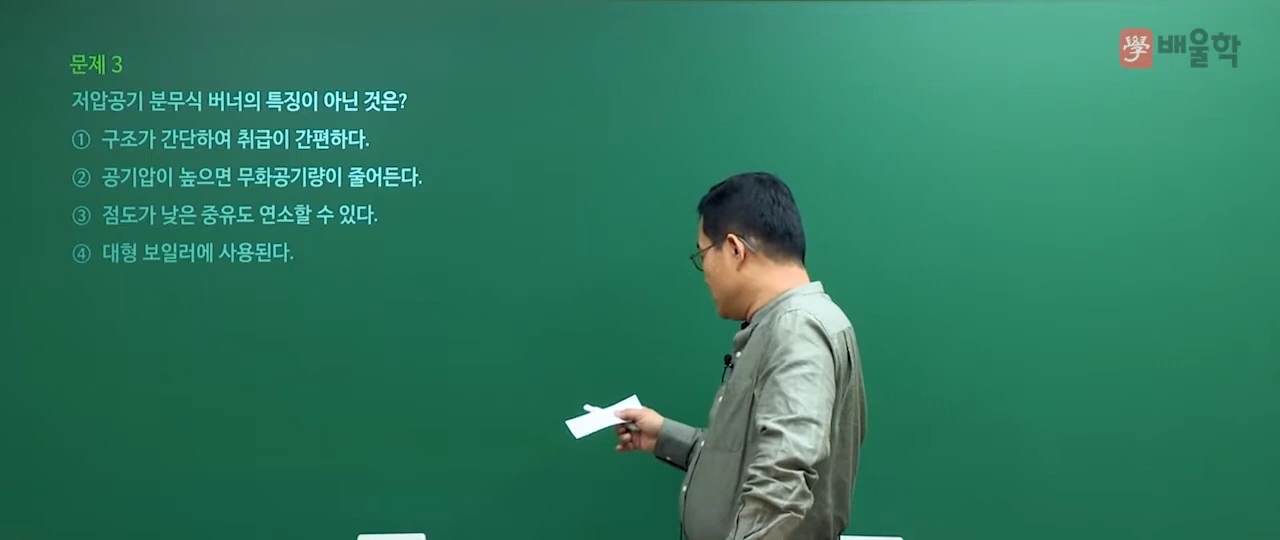 學 배울학
문제 3
저압공기 분무식 버너의 특징이 아닌 것은?
① 구조가 간단하여 취급이 간편하다.
② 공기압이 높으면 무화공기량이 줄어든다.
③ 점도가 낮은 중유도 연소할 수 있다.
④ 대형 보일러에 사용된다.